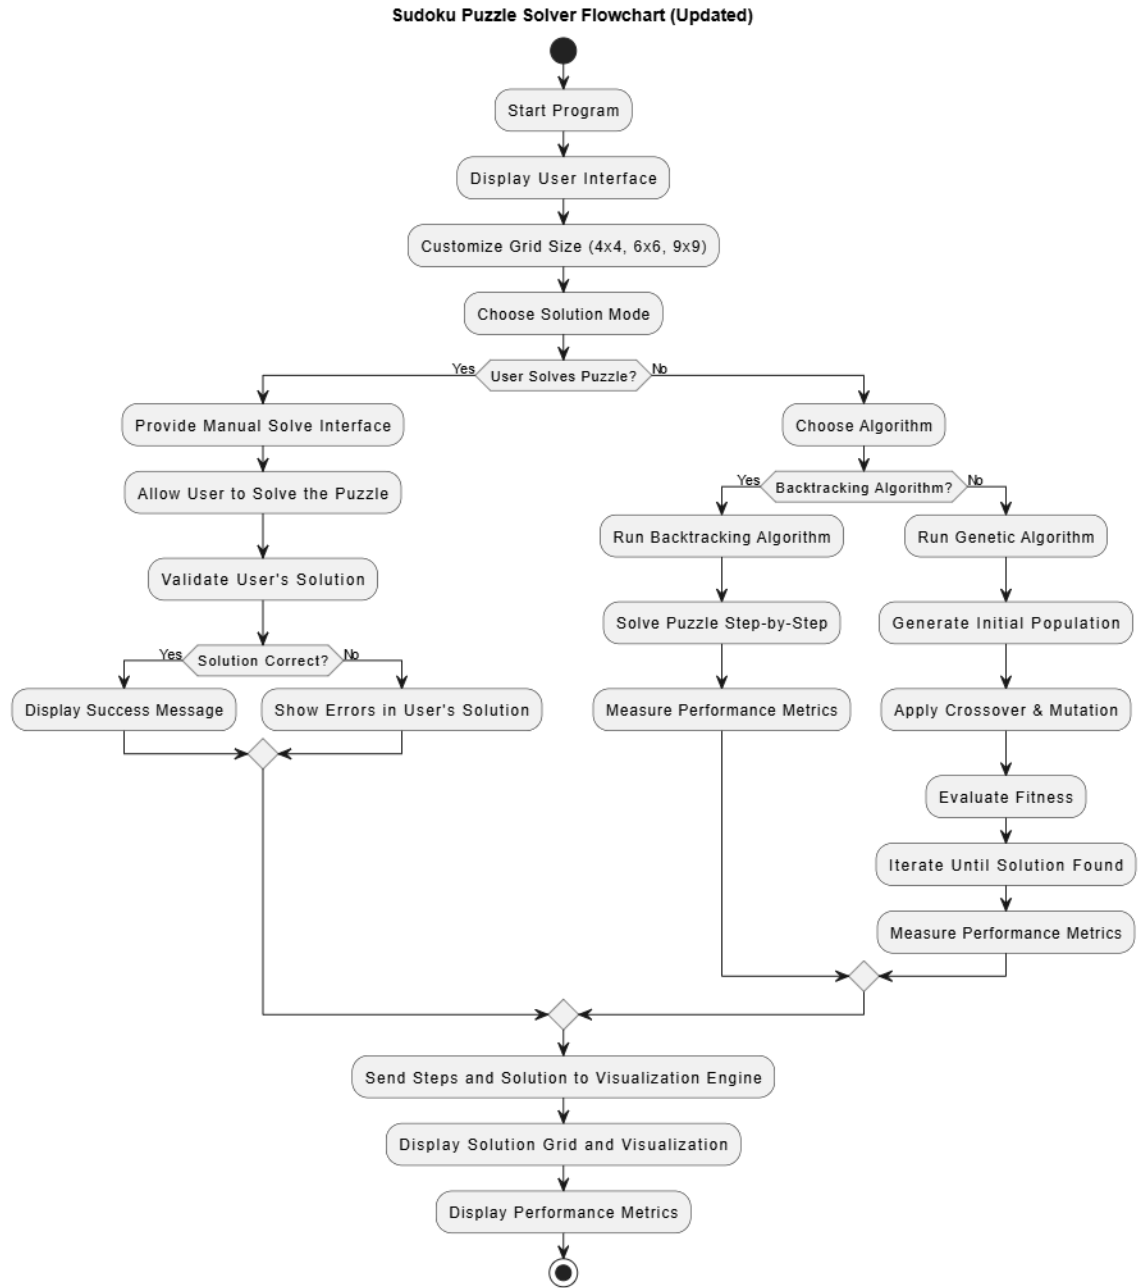 Sudoku Puzzle Solver Flowchart (Updated)
Start Program
Display User Interface
Customize Grid Size (4x4, 6x6, 9x9)
Choose Solution Mode
Yes
User Solves Puzzle?
No
Provide Manual Solve Interface
Allow User to Solve the Puzzle
Validate User's Solution
Yes
Solution Correct?
No
Display Success Message
Show Errors in User's Solution
Choose Algorithm
Yes
Backtracking Algorithm?
No
Run Backtracking Algorithm
Solve Puzzle Step-by-Step
Measure Performance Metrics
Run Genetic Algorithm
Generate Initial Population
Apply Crossover & Mutation
Evaluate Fitness
Iterate Until Solution Found
Measure Performance Metrics
Send Steps and Solution to Visualization Engine
Display Solution Grid and Visualization
Display Performance Metrics